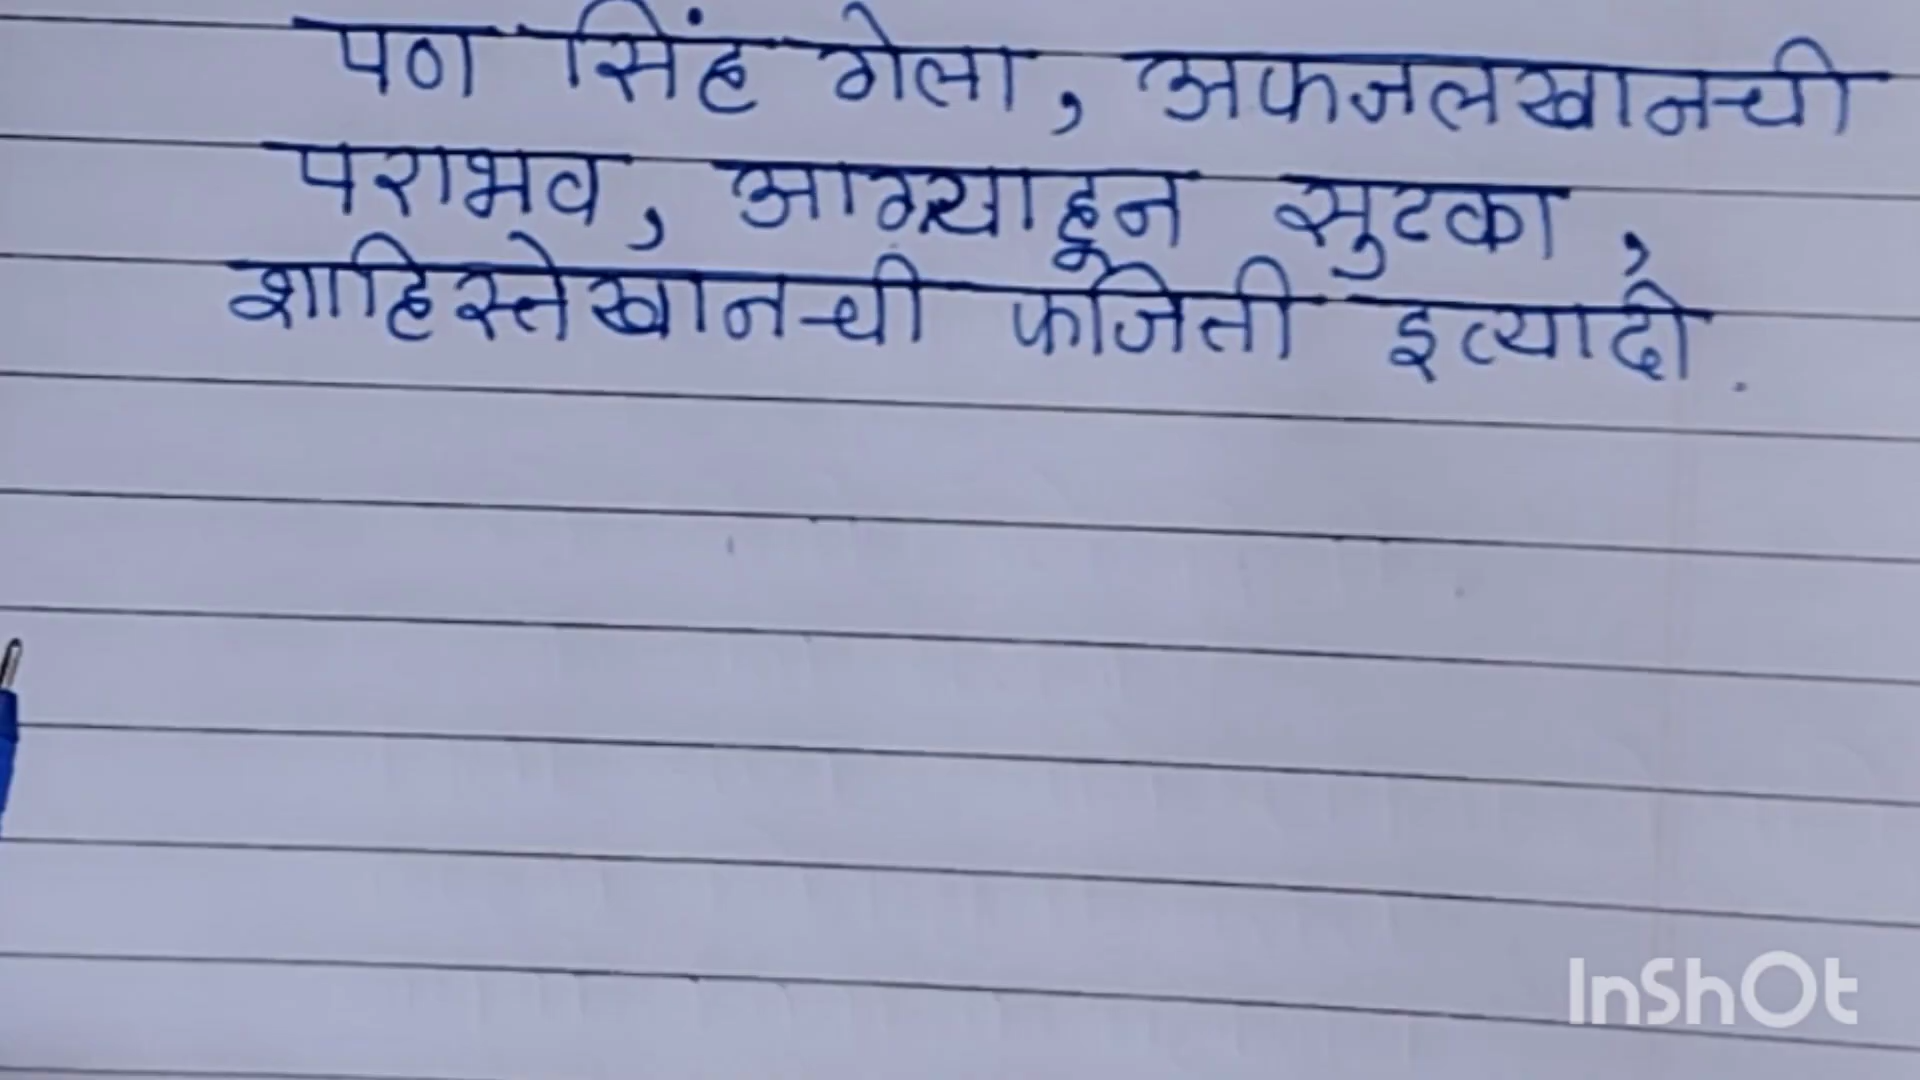 पण सिंह गेला, अफजलखानची
पराभव, आग्र्याहून सुटका,
शाहिस्तेखानची फजिती इत्यादी.
InShOt